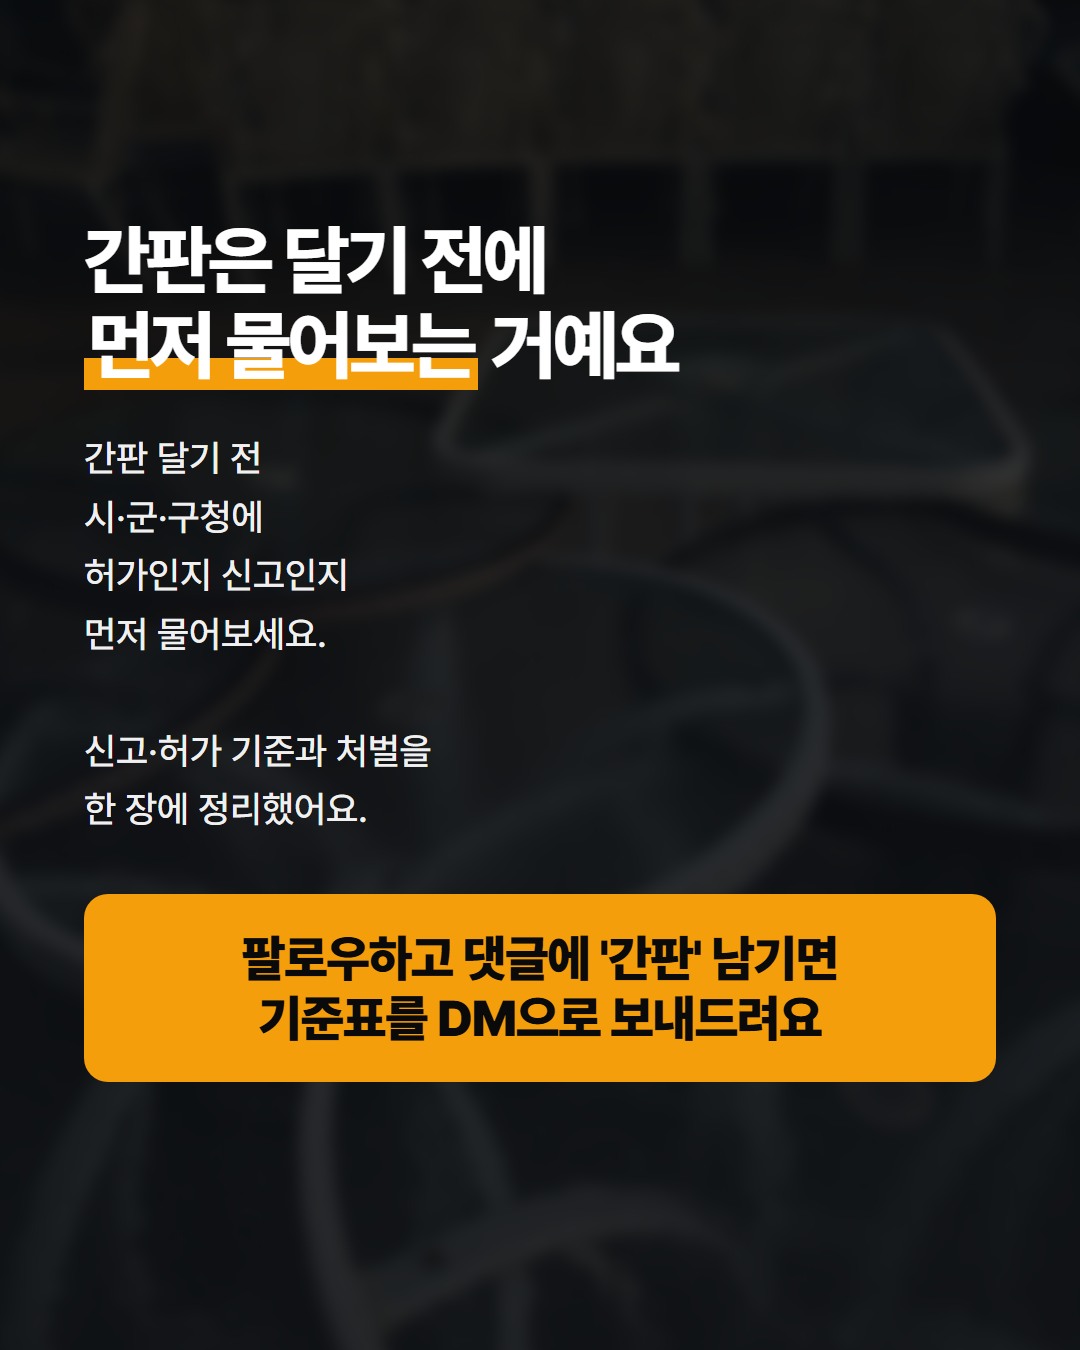 간판은 달기 전에
먼저 물어보는 거예요
간판 달기 전
시·군·구청에
허가인지 신고인지
먼저 물어보세요.
신고·허가 기준과 처벌을
한 장에 정리했어요.
팔로우하고 댓글에 '간판' 남기면
기준표를 DM으로 보내드려요